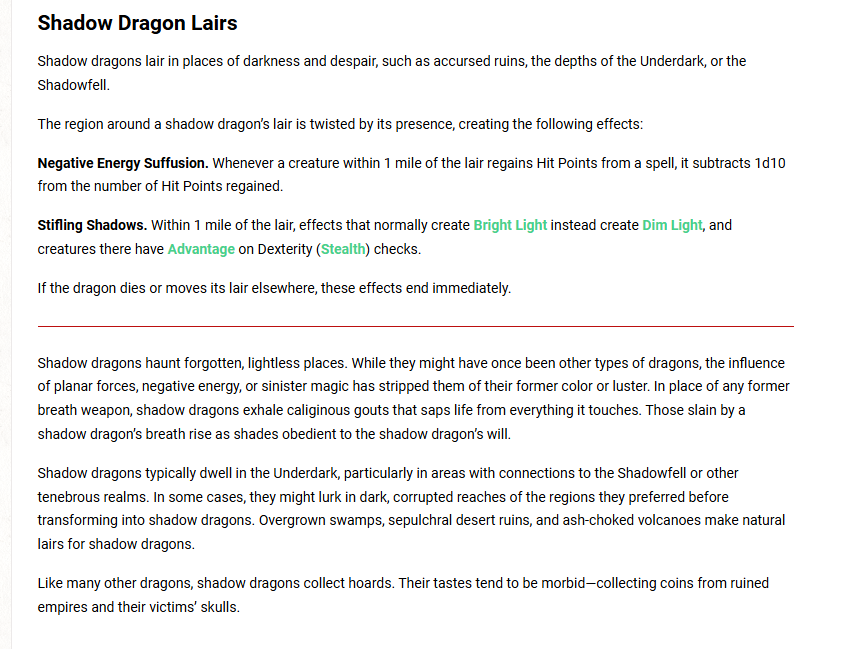 Shadow Dragon Lairs
Shadow dragons lair in places of darkness and despair, such as accursed ruins, the depths of the Underdark, or the
Shadowfell.
The region around a shadow dragon's lair is twisted by its presence, creating the following effects:
Negative Energy Suffusion. Whenever a creature within 1 mile of the lair regains Hit Points from a spell, it subtracts 1d10
from the number of Hit Points regained.
Stifling Shadows. Within 1 mile of the lair, effects that normally create Bright Light instead create Dim Light, and
creatures there have Advantage on Dexterity (Stealth) checks.
If the dragon dies or moves its lair elsewhere, these effects end immediately.
Shadow dragons haunt forgotten, lightless places. While they might have once been other types of dragons, the influence
of planar forces, negative energy, or sinister magic has stripped them of their former color or luster. In place of any former
breath weapon, shadow dragons exhale caliginous gouts that saps life from everything it touches. Those slain by a
shadow dragon's breath rise as shades obedient to the shadow dragon's will.
Shadow dragons typically dwell in the Underdark, particularly in areas with connections to the Shadowfell or other
tenebrous realms. In some cases, they might lurk in dark, corrupted reaches of the regions they preferred before
transforming into shadow dragons. Overgrown swamps, sepulchral desert ruins, and ash-choked volcanoes make natural
lairs for shadow dragons.
Like many other dragons, shadow dragons collect hoards. Their tastes tend to be morbid—collecting coins from ruined
empires and their victims' skulls.